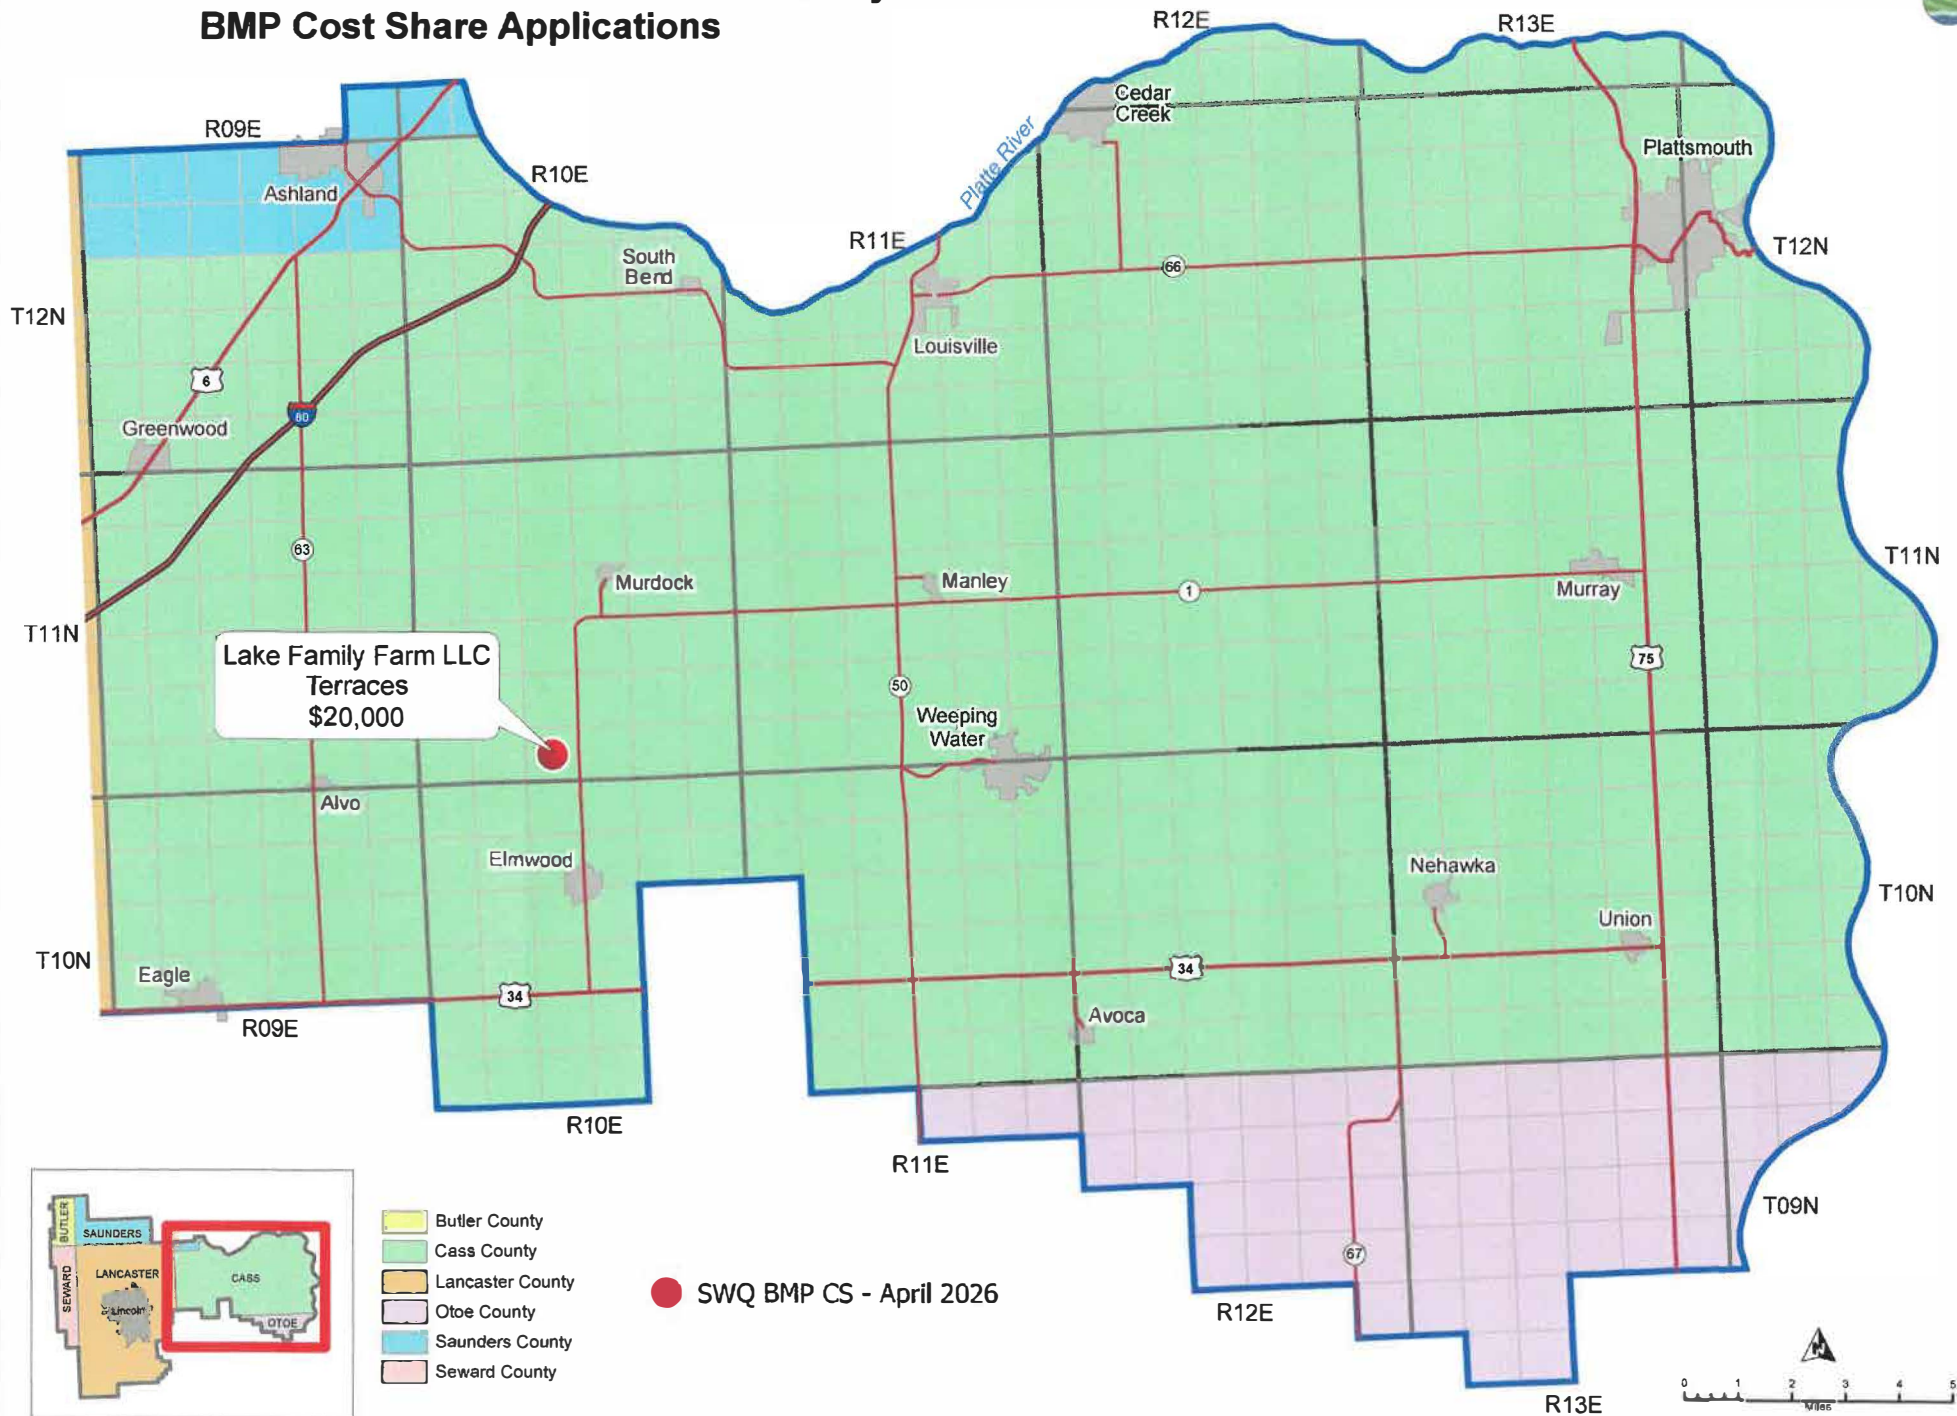 BMP Cost Share Applications
R12E
R13E
Cedar
Creek
Platte River
R09E
Plattsmouth
R10E
Ashland
R11E
T12N
South
Bend
66
T12N
Louisville
6
80
Greenwood
63
T11N
Murdock
Manley
1
Murray
T11N
Lake Family Farm LLC
Terraces
$20,000
75
50
Weeping
Water
Alvo
Elmwood
Nehawka
T10N
Union
T10N
Eagle
34
34
Avoca
R09E
R10E
R11E
T09N
67
R12E
R13E
BUTLER
SAUNDERS
SEWARD
LANCASTER
Lincoln
CASS
OTOE
Butler County
Cass County
Lancaster County
Otoe County
Saunders County
Seward County
SWQ BMP CS - April 2026
N
0 1 2 3 4 5
Miles